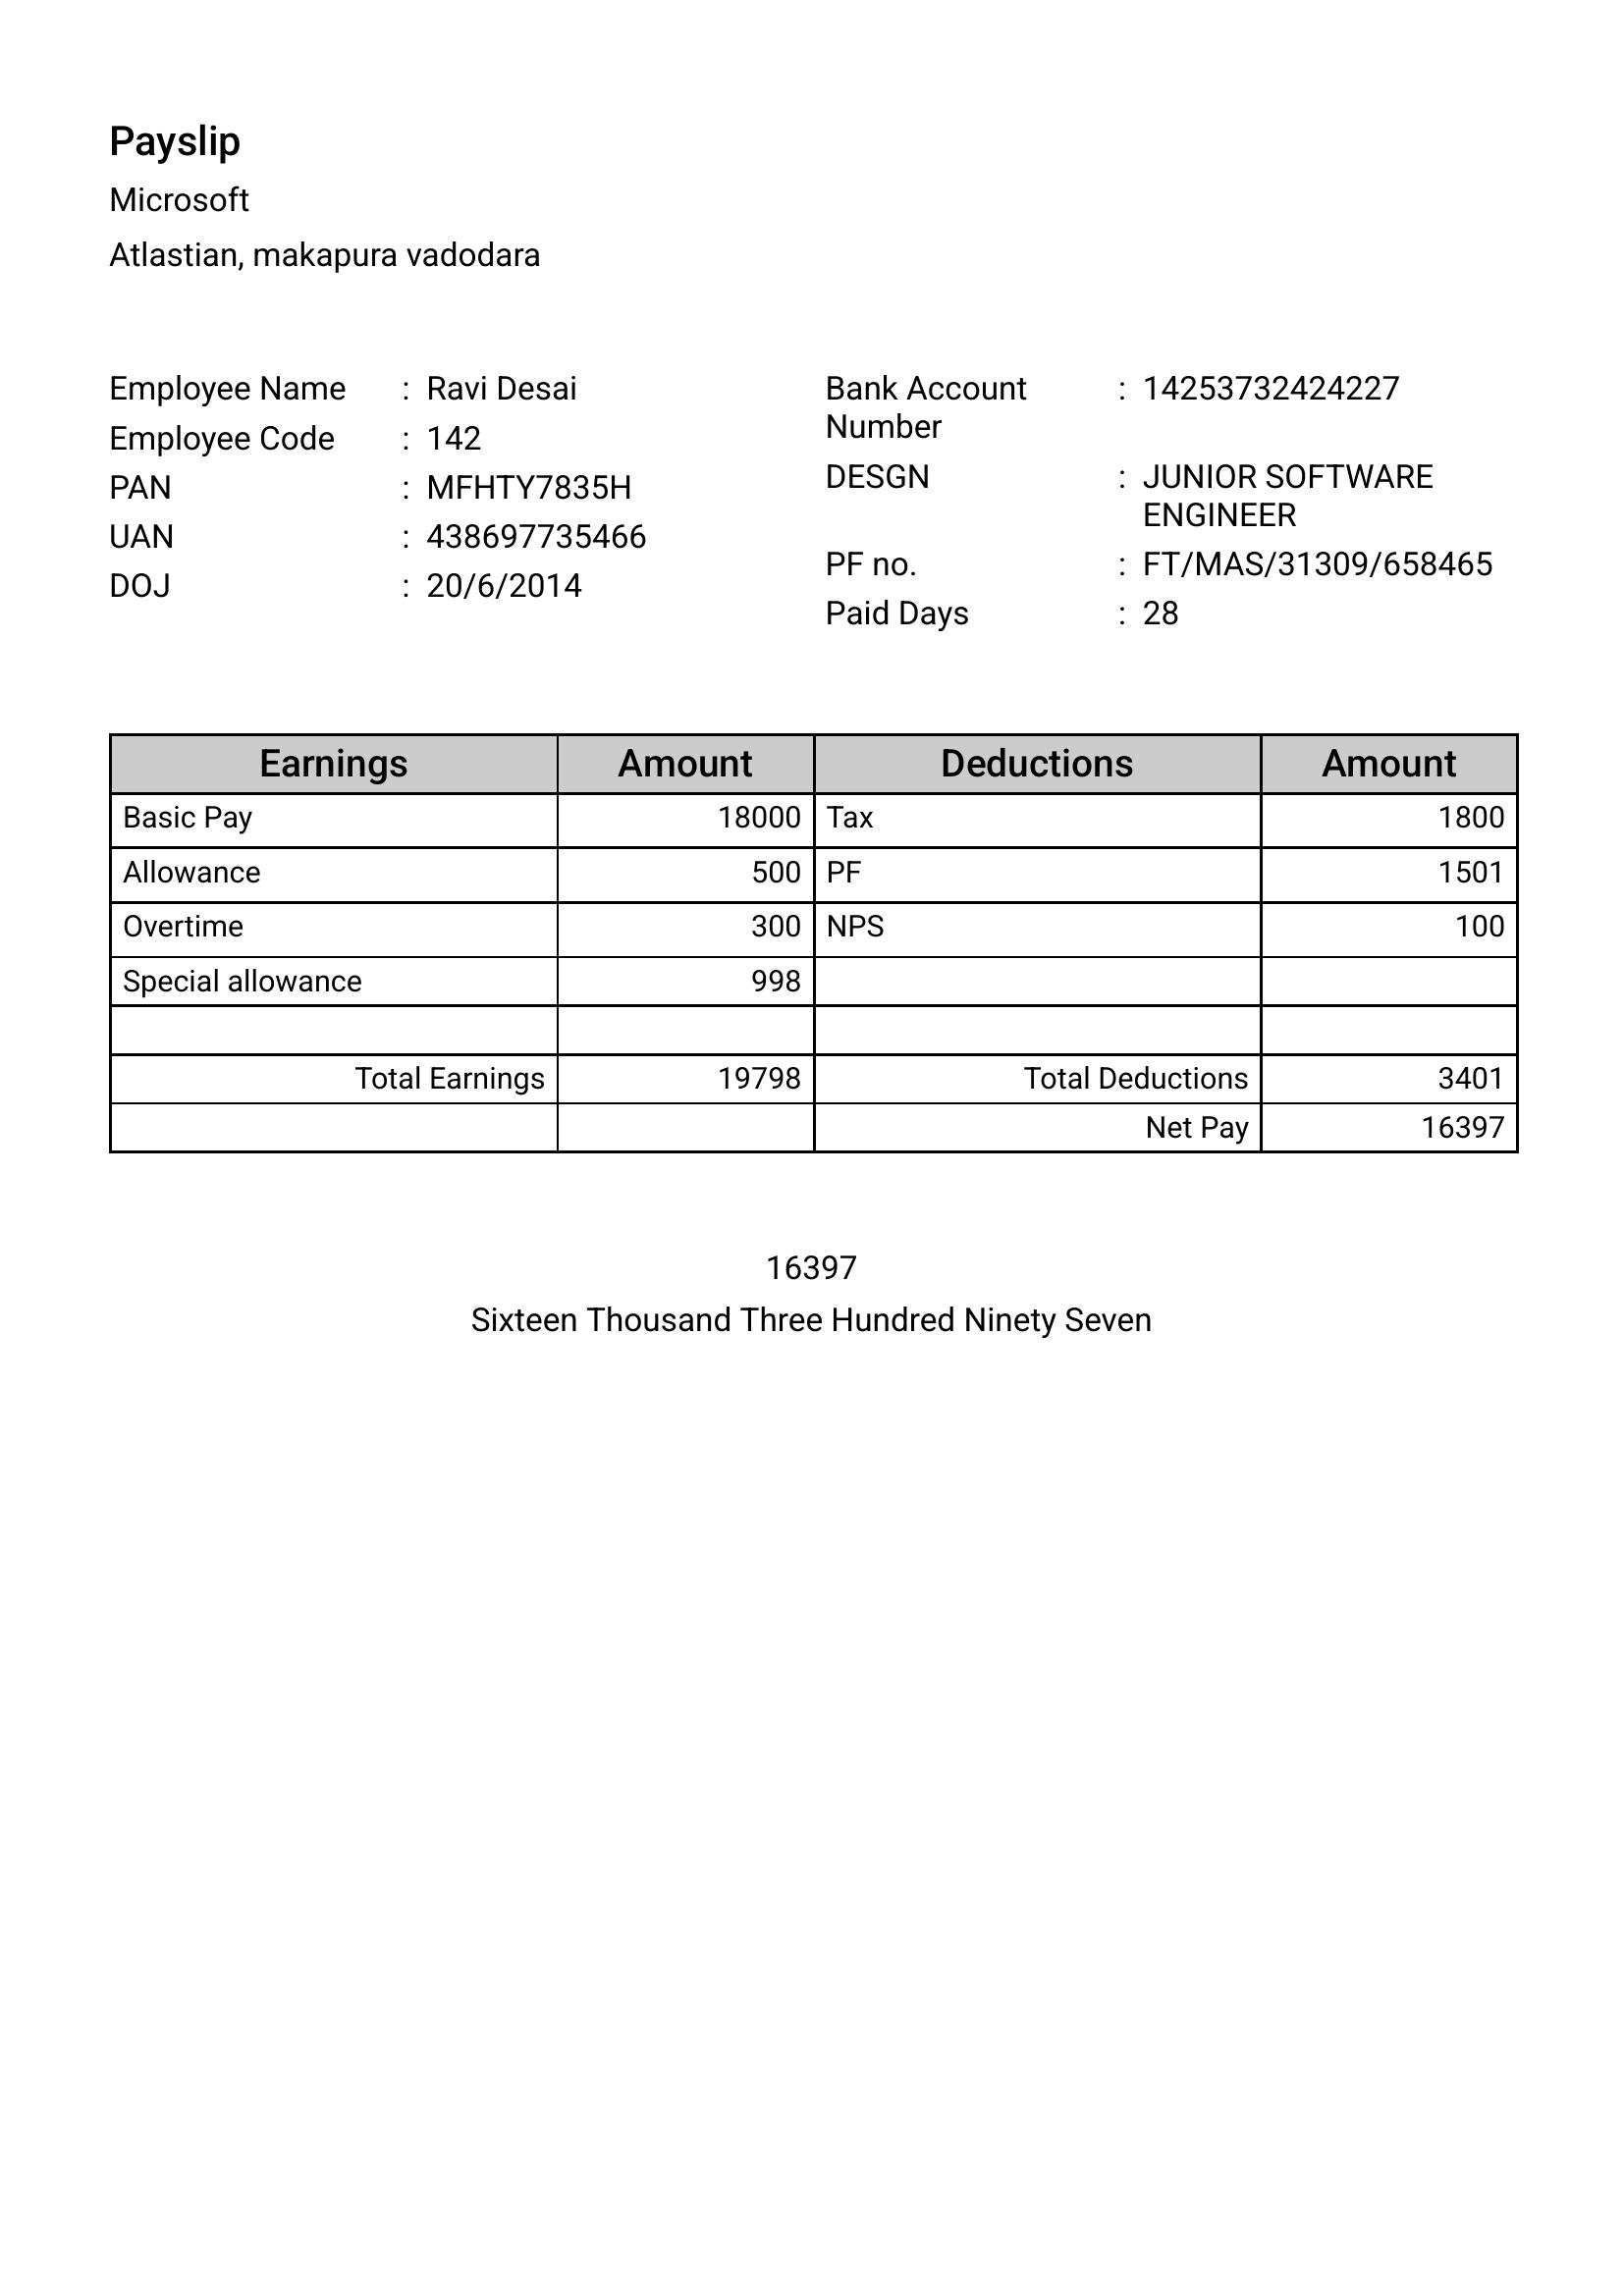 Payslip
Microsoft
Atlastian, makapura vadodara
Employee Name : Ravi Desai
Employee Code : 142
PAN : MFHTY7835H
UAN : 438697735466
DOJ : 20/6/2014
Bank Account : 14253732424227
Number
DESGN : JUNIOR SOFTWARE
ENGINEER
PF no. : FT/MAS/31309/658465
Paid Days : 28
Earnings Amount Deductions Amount
Basic Pay 18000 Tax 1800
Allowance 500 PF 1501
Overtime 300 NPS 100
Special allowance 998
Total Earnings 19798 Total Deductions 3401
Net Pay 16397
16397
Sixteen Thousand Three Hundred Ninety Seven